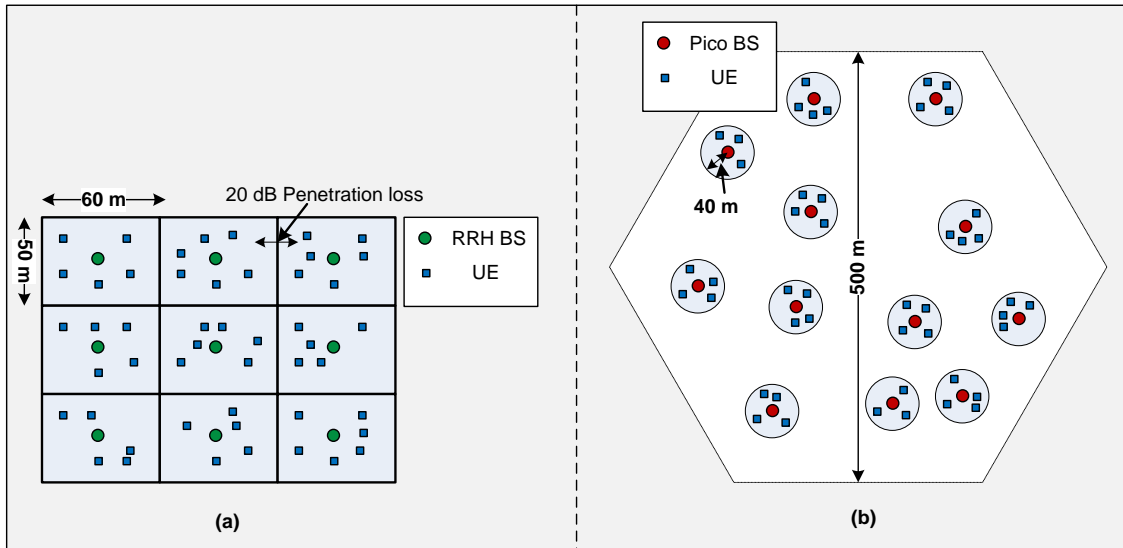 60 m
20 dB Penetration loss
50 m
RRH BS
UE
(a)
Pico BS
UE
40 m
500 m
(b)